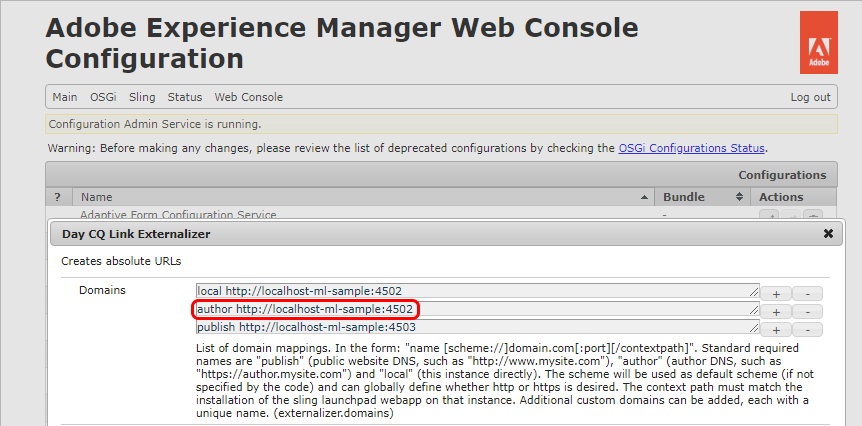 Adobe Experience Manager Web Console
Configuration
Adobe
Main OSGi Sling Status Web Console Log out
Configuration Admin Service is running.
Warning: Before making any changes, please review the list of deprecated configurations by checking the OSGi Configurations Status.
Configurations
? Name Bundle Actions
Adaptive Form Configuration Service -
Day CQ Link Externalizer
Creates absolute URLs
Domains
local http://localhost-ml-sample:4502 + -
author http://localhost-ml-sample:4502 + -
publish http://localhost-ml-sample:4503 + -
List of domain mappings. In the form: "name [scheme://]domain.com[:port][/contextpath]". Standard required
names are "publish" (public website DNS, such as "http://www.mysite.com"), "author" (author DNS, such as
"https://author.mysite.com") and "local" (this instance directly). The scheme will be used as default scheme (if not
specified by the code) and can globally define whether http or https is desired. The context path must match the
installation of the sling launchpad webapp on that instance. Additional custom domains can be added, each with a
unique name. (externalizer.domains)